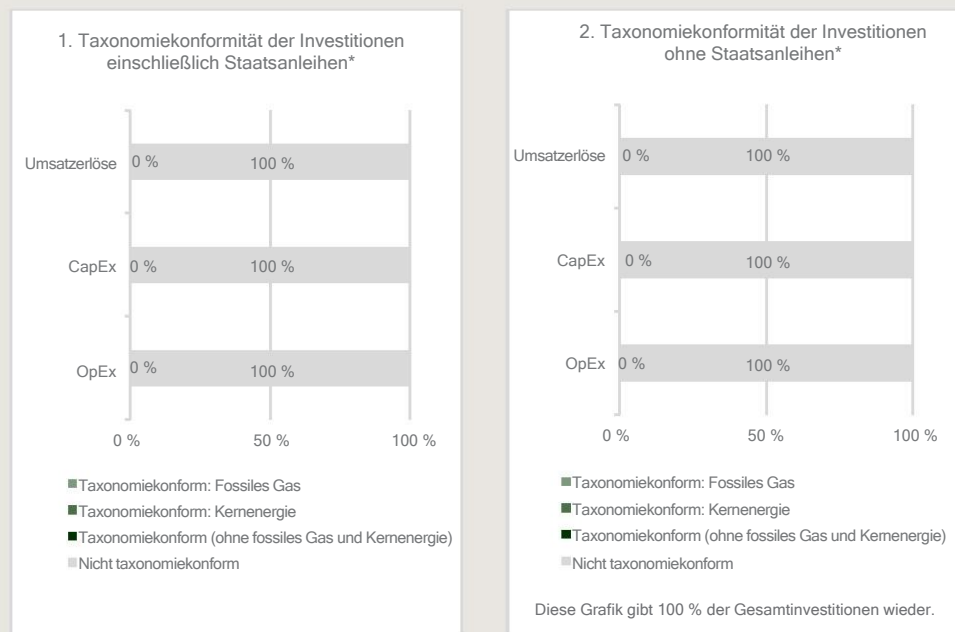 1. Taxonomiekonformität der Investitionen
einschließlich Staatsanleihen*
Umsatzerlöse 0 % 100 %
CapEx 0 % 100 %
OpEx 0 % 100 %
0 % 50 % 100 %
Taxonomiekonform: Fossiles Gas
Taxonomiekonform: Kernenergie
Taxonomiekonform (ohne fossiles Gas und Kernenergie)
Nicht taxonomiekonform
2. Taxonomiekonformität der Investitionen
ohne Staatsanleihen*
Umsatzerlöse 0 % 100 %
CapEx 0 % 100 %
OpEx 0 % 100 %
0 % 50 % 100 %
Taxonomiekonform: Fossiles Gas
Taxonomiekonform: Kernenergie
Taxonomiekonform (ohne fossiles Gas und Kernenergie)
Nicht taxonomiekonform
Diese Grafik gibt 100 % der Gesamtinvestitionen wieder.